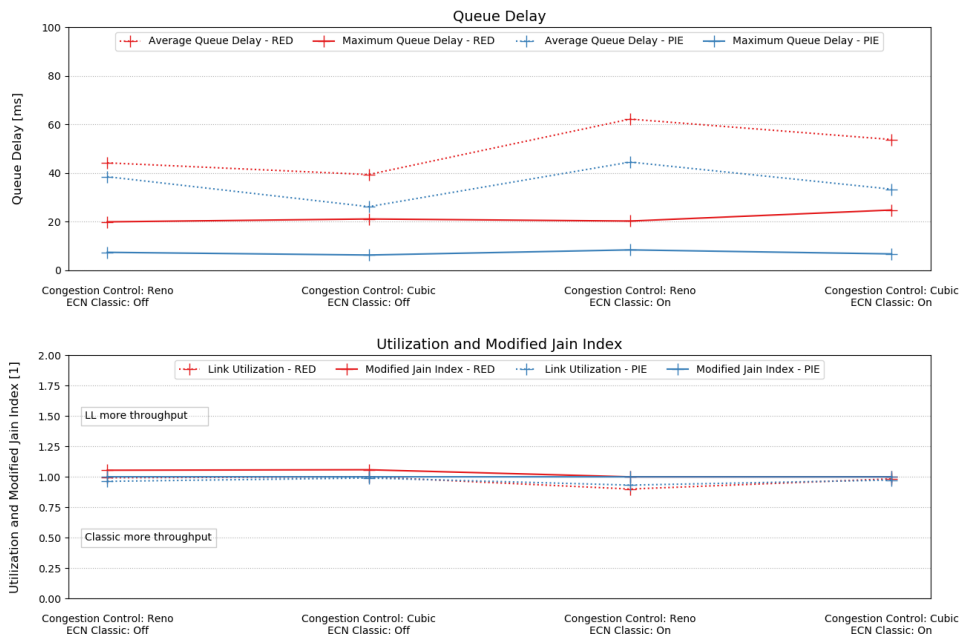 Queue Delay
Queue Delay [ms]
100
80
60
40
20
0
Average Queue Delay - RED
Maximum Queue Delay - RED
Average Queue Delay - PIE
Maximum Queue Delay - PIE
Congestion Control: Reno
ECN Classic: Off
Congestion Control: Cubic
ECN Classic: Off
Congestion Control: Reno
ECN Classic: On
Congestion Control: Cubic
ECN Classic: On
Utilization and Modified Jain Index
Utilization and Modified Jain Index [1]
2.00
1.75
1.50
1.25
1.00
0.75
0.50
0.25
0.00
Link Utilization - RED
Modified Jain Index - RED
Link Utilization - PIE
Modified Jain Index - PIE
LL more throughput
Classic more throughput
Congestion Control: Reno
ECN Classic: Off
Congestion Control: Cubic
ECN Classic: Off
Congestion Control: Reno
ECN Classic: On
Congestion Control: Cubic
ECN Classic: On